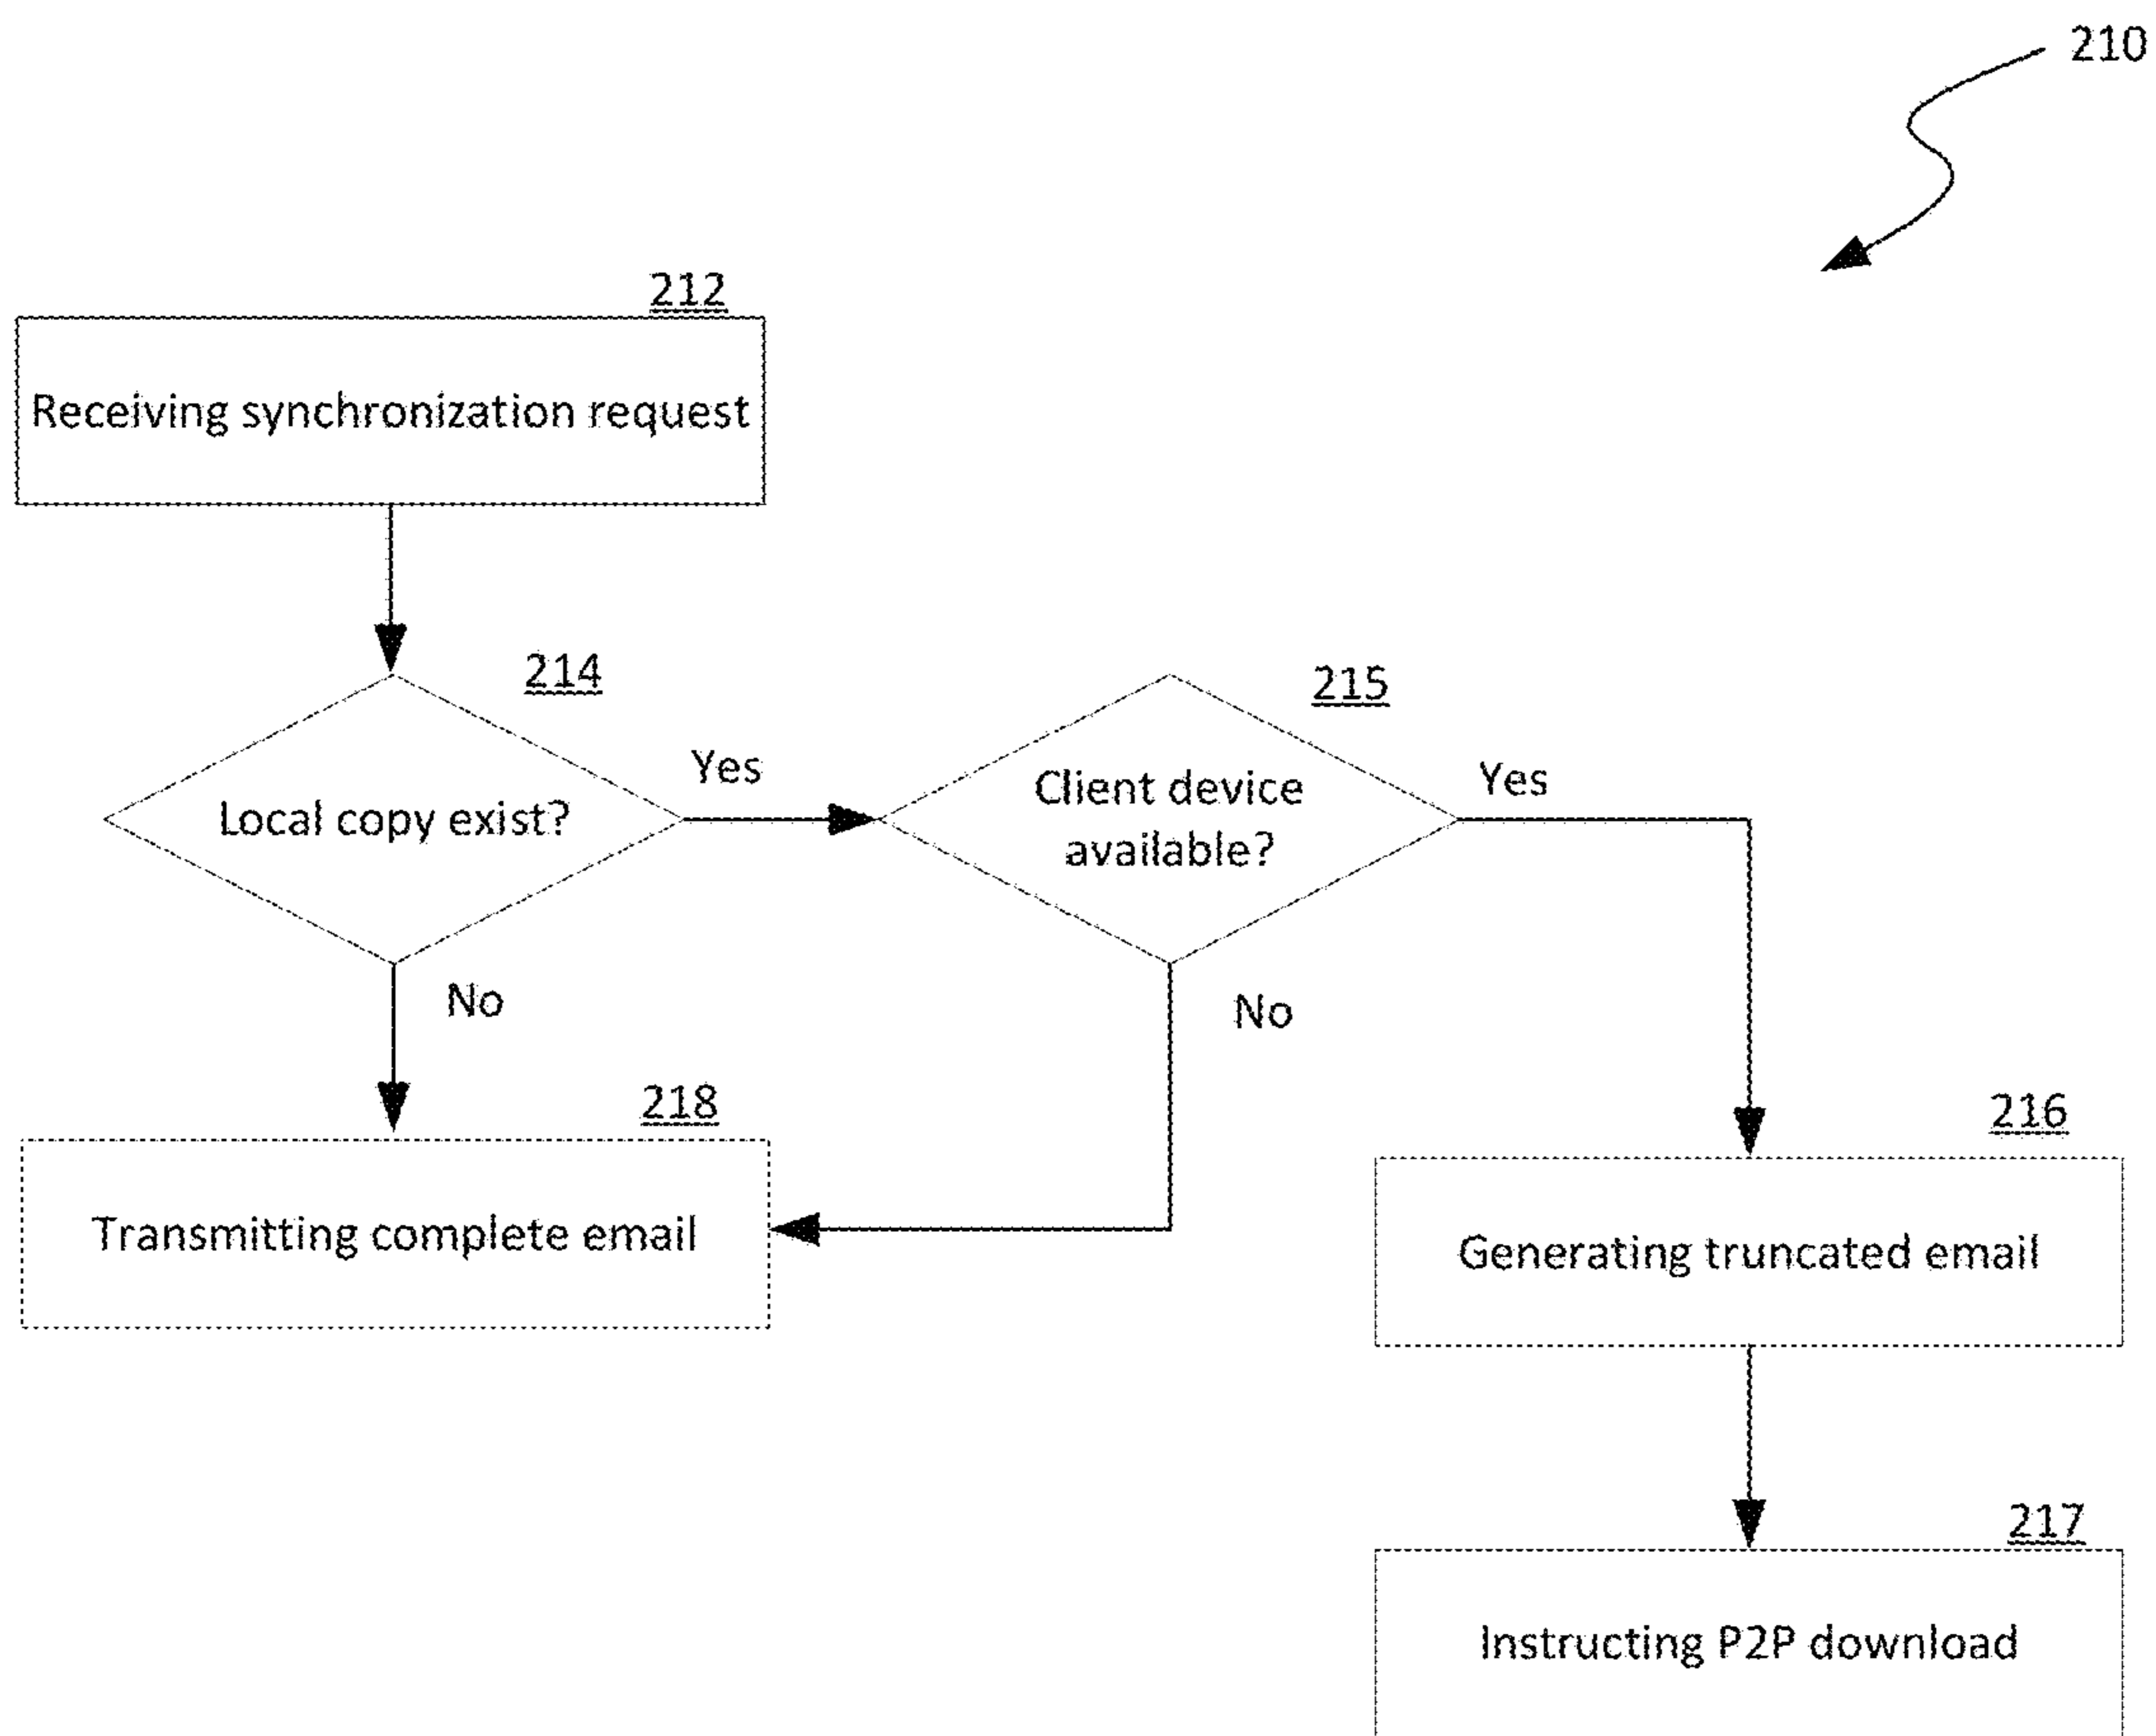 210
212
Receiving synchronization request
214
Local copy exist?
Yes
215
Client device
available?
Yes
No
No
218
Transmitting complete email
216
Generating truncated email
217
Instructing P2P download